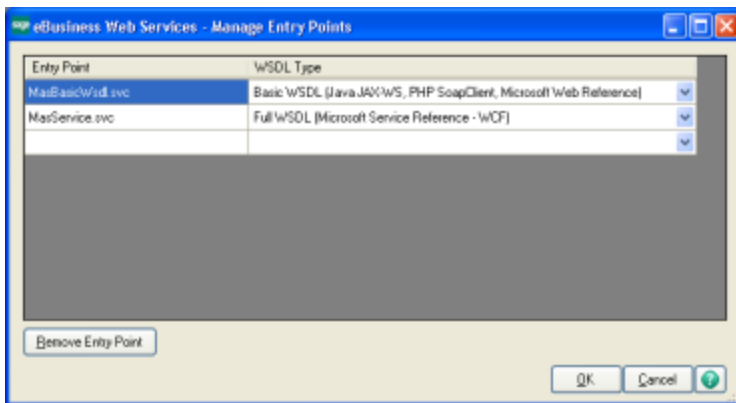 sage eBusiness Web Services - Manage Entry Points
Entry Point WSDL Type
MasBasicWsdl.svc Basic WSDL (Java JAX-WS, PHP SoapClient, Microsoft Web Reference)
MasService.svc Full WSDL (Microsoft Service Reference - WCF)
Remove Entry Point
OK Cancel ?